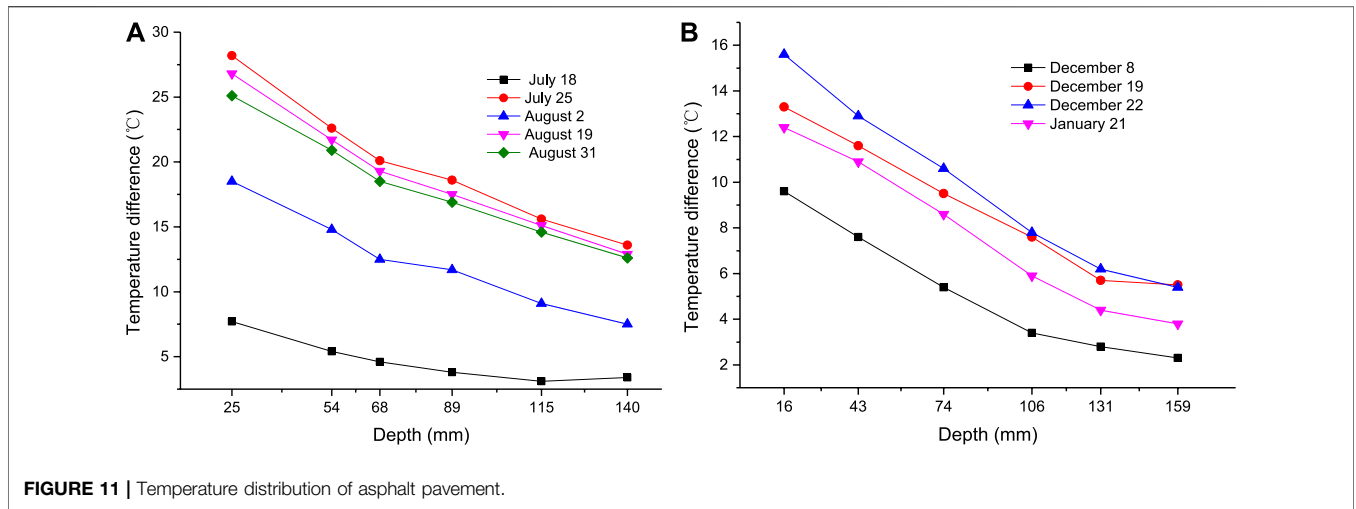 A
30
25
20
15
10
5
Temperature difference (℃)
July 18
July 25
August 2
August 19
August 31
25 54 68 89 115 140
Depth (mm)
B
16
14
12
10
8
6
4
2
Temperature difference (℃)
December 8
December 19
December 22
January 21
16 43 74 106 131 159
Depth (mm)
FIGURE 11 | Temperature distribution of asphalt pavement.